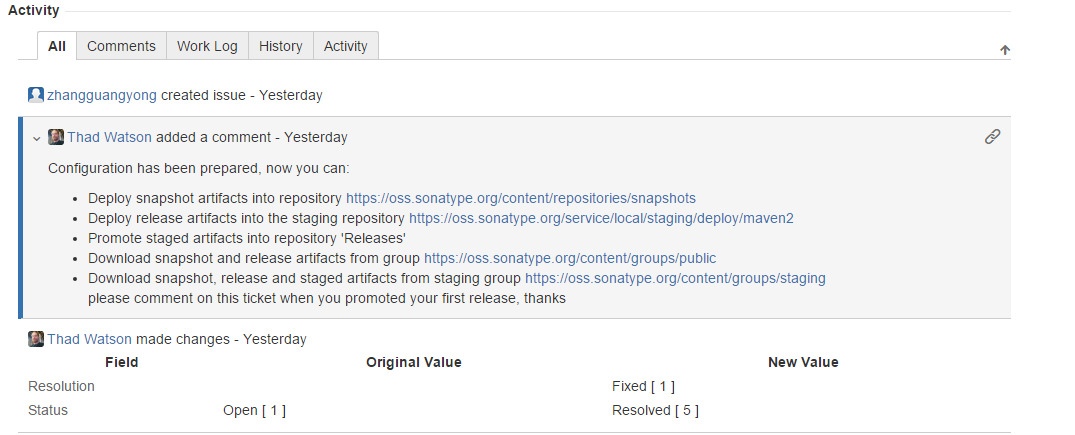 Activity
All Comments Work Log History Activity
zhangguangyong created issue - Yesterday
Thad Watson added a comment - Yesterday
Configuration has been prepared, now you can:
• Deploy snapshot artifacts into repository https://oss.sonatype.org/content/repositories/snapshots
• Deploy release artifacts into the staging repository https://oss.sonatype.org/service/local/staging/deploy/maven2
• Promote staged artifacts into repository 'Releases'
• Download snapshot and release artifacts from group https://oss.sonatype.org/content/groups/public
• Download snapshot, release and staged artifacts from staging group https://oss.sonatype.org/content/groups/staging
please comment on this ticket when you promoted your first release, thanks
Thad Watson made changes - Yesterday
Field Original Value New Value
Resolution Fixed [ 1 ]
Status Open [ 1 ] Resolved [ 5 ]